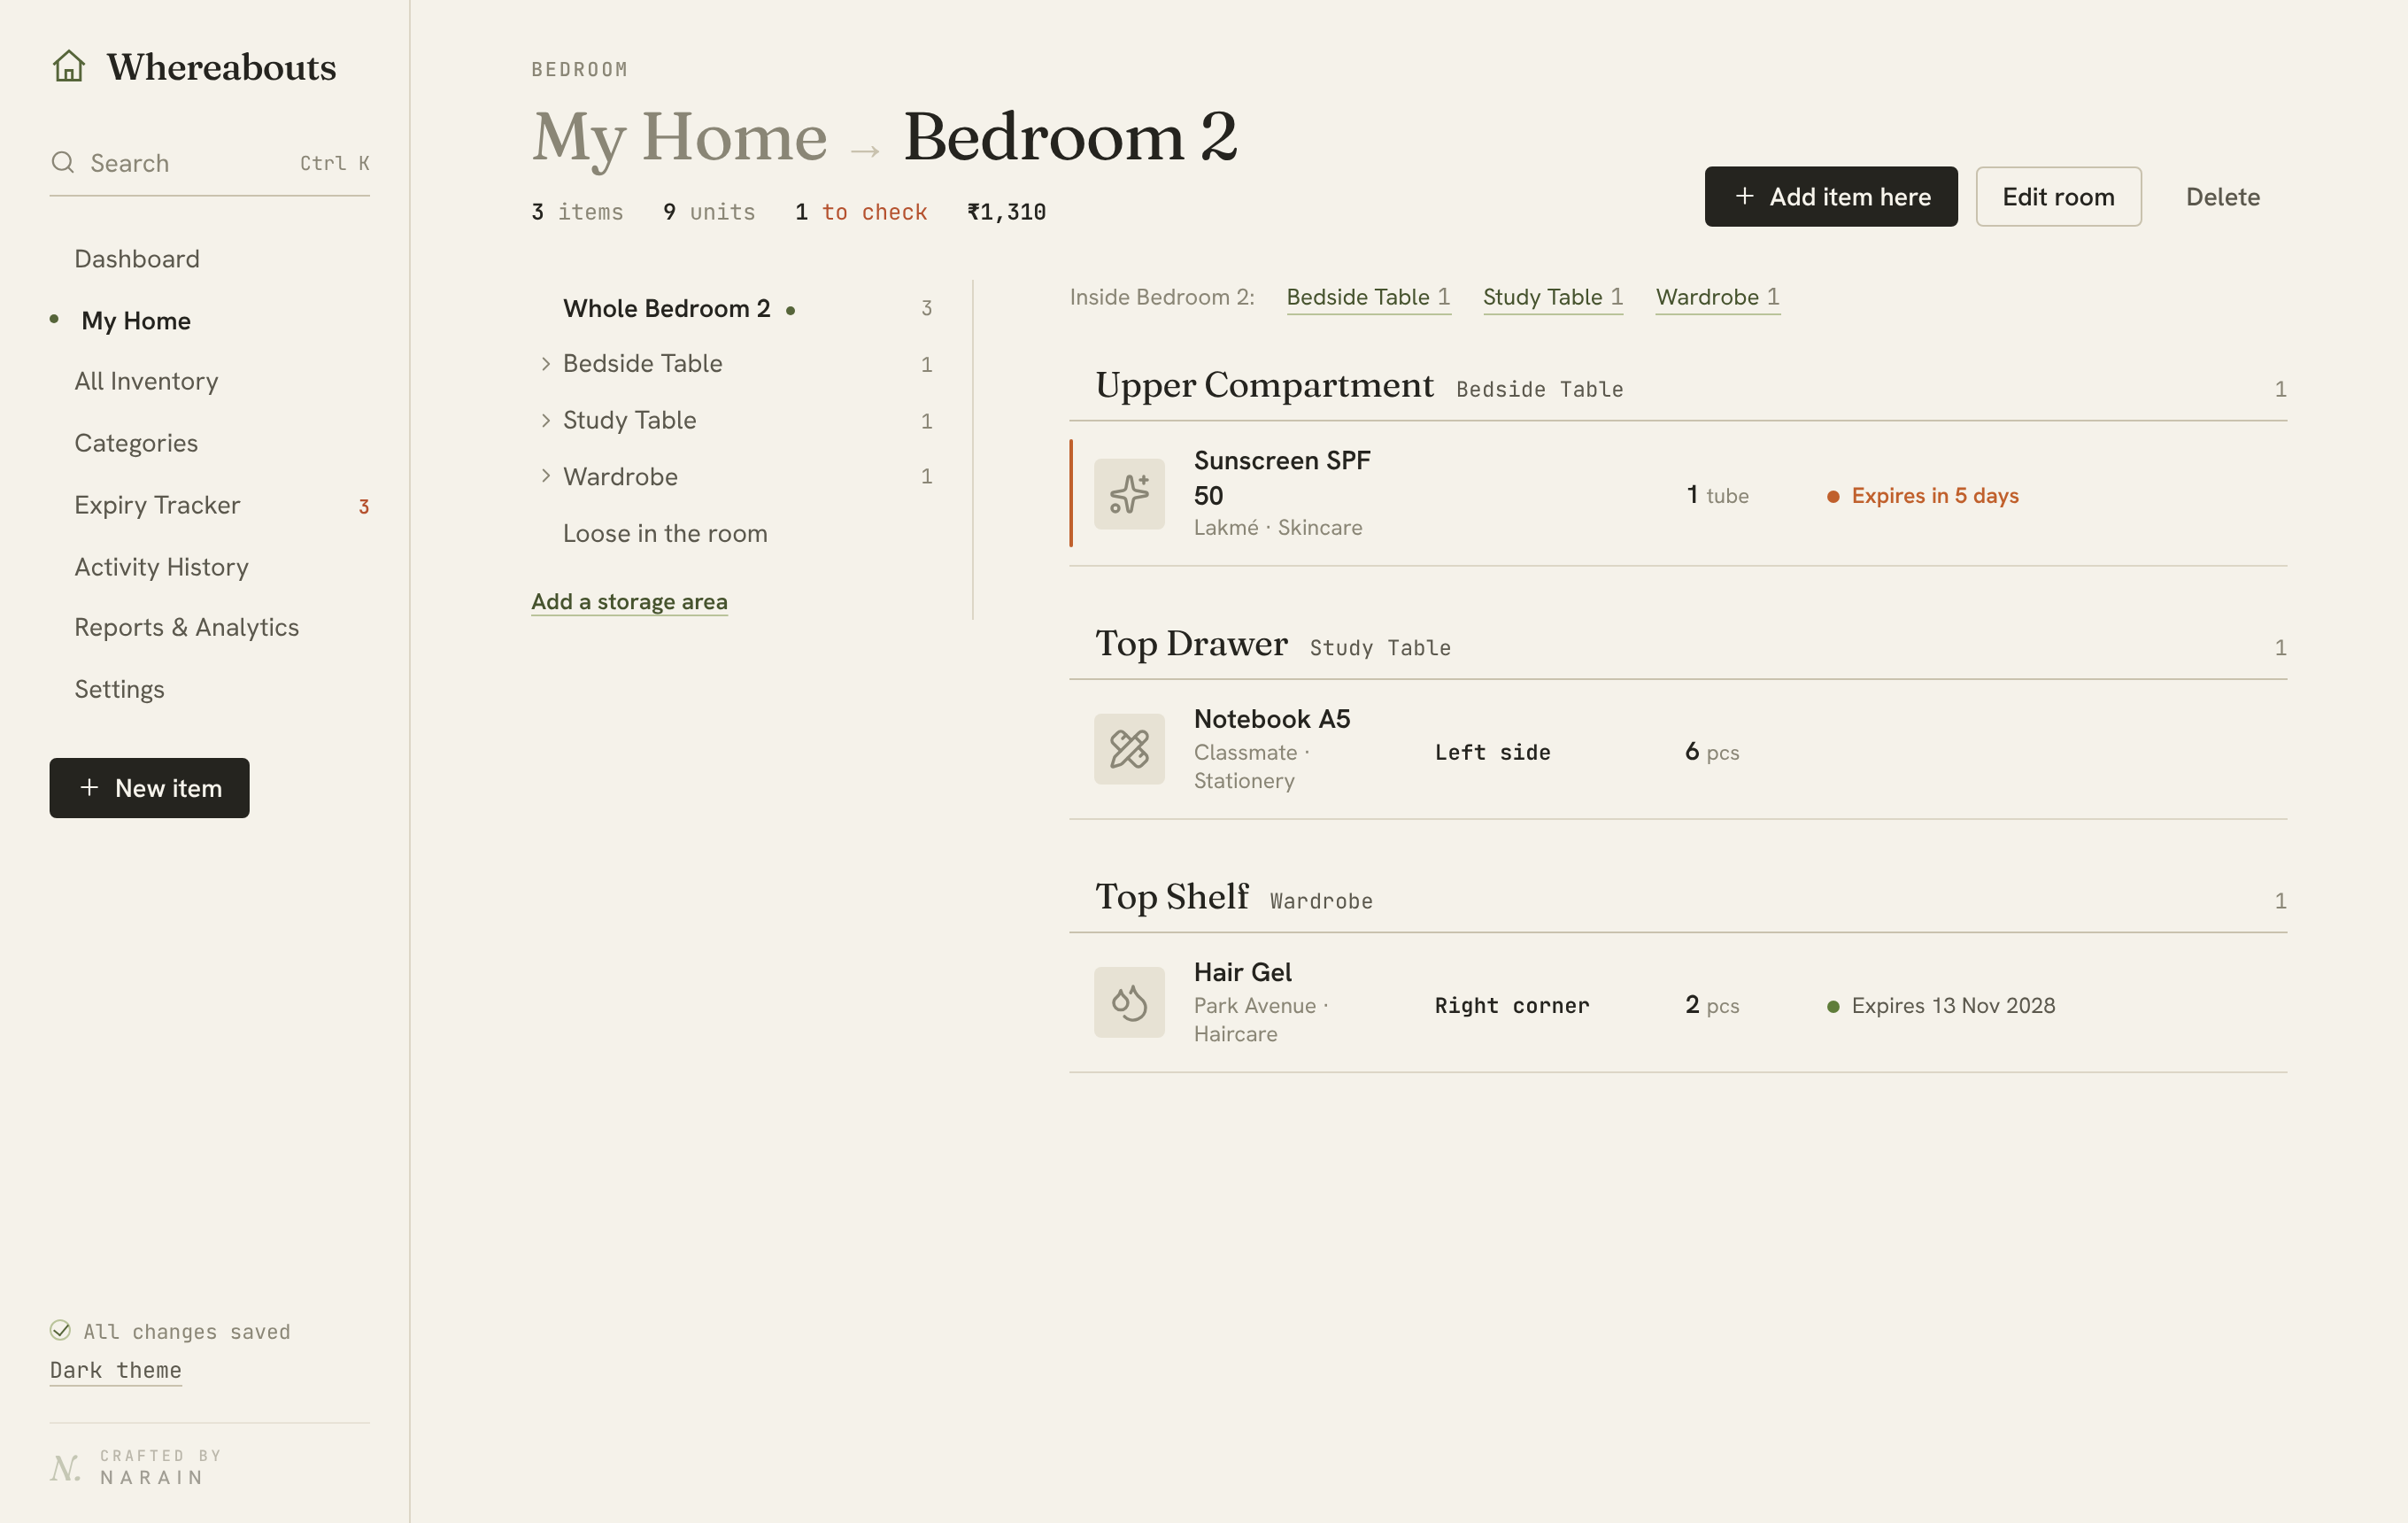 Whereabouts
Search Ctrl K
Dashboard
My Home
All Inventory
Categories
Expiry Tracker 3
Activity History
Reports & Analytics
Settings
+ New item
All changes saved
Dark theme
N. CRAFTED BY
NARAIN
BEDROOM
My Home → Bedroom 2
3 items 9 units 1 to check ₹1,310
+ Add item here Edit room Delete
Whole Bedroom 2 • 3
Bedside Table 1
Study Table 1
Wardrobe 1
Loose in the room
Add a storage area
Inside Bedroom 2: Bedside Table 1 Study Table 1 Wardrobe 1
Upper Compartment Bedside Table 1
Sunscreen SPF
50
Lakmé · Skincare
1 tube
Expires in 5 days
Top Drawer Study Table 1
Notebook A5
Classmate ·
Stationery
Left side
6 pcs
Top Shelf Wardrobe 1
Hair Gel
Park Avenue ·
Haircare
Right corner
2 pcs
Expires 13 Nov 2028